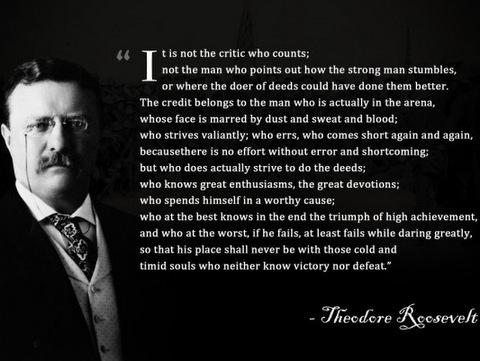 “ It is not the critic who counts;
not the man who points out how the strong man stumbles,
or where the doer of deeds could have done them better.
The credit belongs to the man who is actually in the arena,
whose face is marred by dust and sweat and blood;
who strives valiantly; who errs, who comes short again and again,
becausethere is no effort without error and shortcoming;
but who does actually strive to do the deeds;
who knows great enthusiasms, the great devotions;
who spends himself in a worthy cause;
who at the best knows in the end the triumph of high achievement,
and who at the worst, if he fails, at least fails while daring greatly,
so that his place shall never be with those cold and
timid souls who neither know victory nor defeat.”
- Theodore Roosevelt